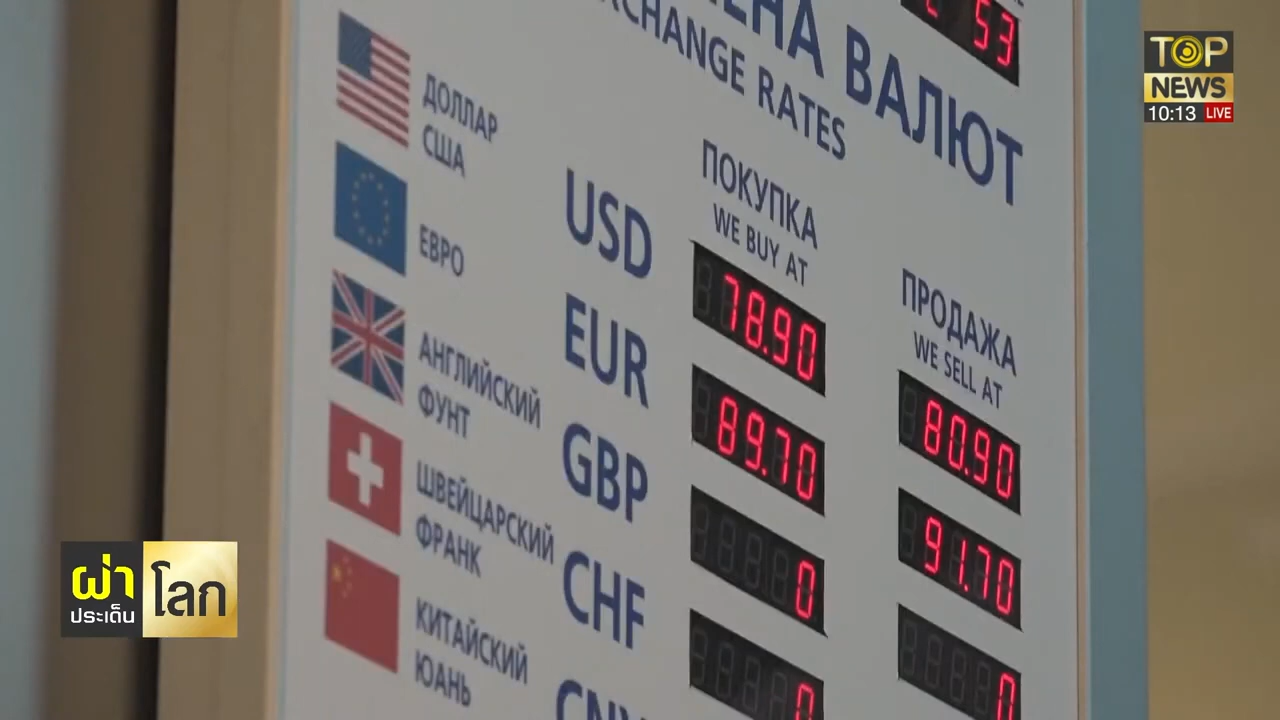 ВАЛЮТ
EXCHANGE RATES
53
ДОЛЛАР
США
USD
ПОКУПКА
WE BUY AT
78.90
ПРОДАЖА
WE SELL AT
80.90
ЕВРО
EUR
89.70
91.70
АНГЛИЙСКИЙ
ФУНТ
GBP
0
0
ШВЕЙЦАРСКИЙ
ФРАНК
CHF
0
КИТАЙСКИЙ
ЮАНЬ
CNY
TOP
NEWS
10:13 LIVE
ผ่า
ประเด็น
โลก